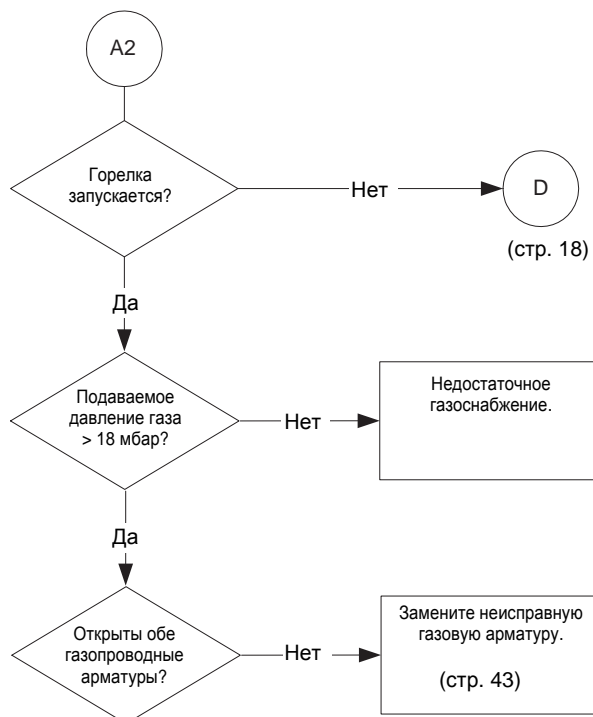 A2
Горелка
запускается?
Нет
D
(стр. 18)
Да
Подаваемое
давление газа
> 18 мбар?
Нет
Недостаточное
газоснабжение.
Да
Открыты обе
газопроводные
арматуры?
Нет
Замените неисправную
газовую арматуру.
(стр. 43)